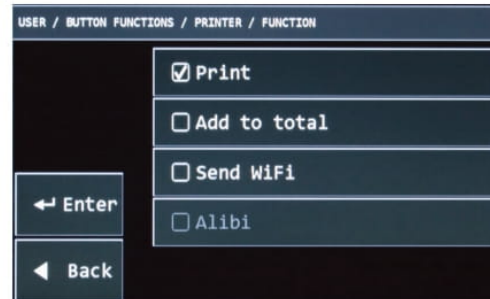 USER / BUTTON FUNCTIONS / PRINTER / FUNCTION
Print
Add to total
Send WiFi
Alibi
Enter
Back